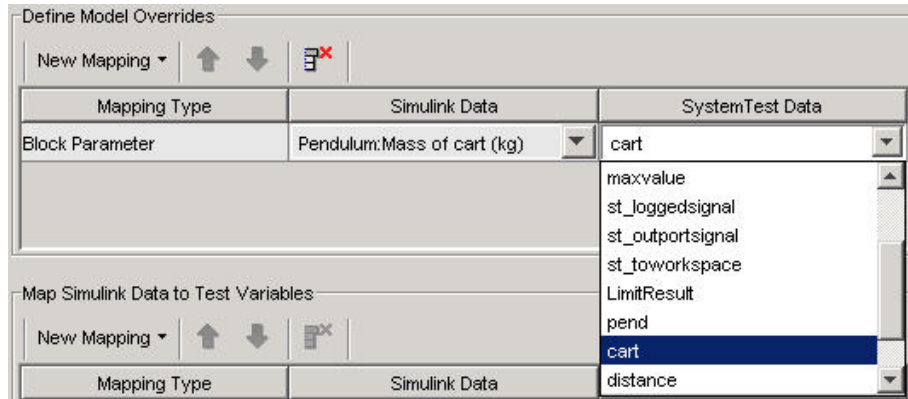 Define Model Overrides
New Mapping
Mapping Type Simulink Data SystemTest Data
Block Parameter Pendulum:Mass of cart (kg) cart
maxvalue
st_loggedsignal
st_outportsignal
st_toworkspace
LimitResult
pend
cart
distance
Map Simulink Data to Test Variables
New Mapping
Mapping Type Simulink Data